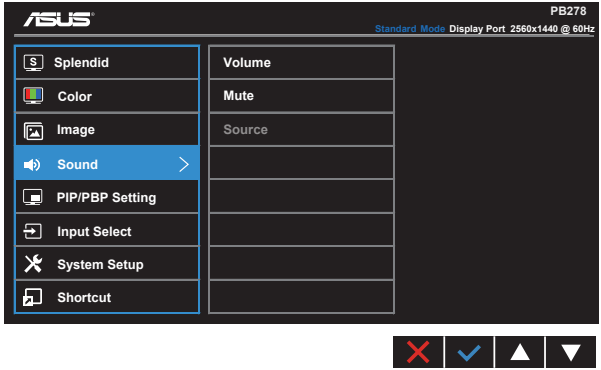 ASUS
PB278
Standard Mode Display Port 2560x1440 @ 60Hz
S Splendid
Color
Image
Sound
PIP/PBP Setting
Input Select
System Setup
Shortcut
Volume
Mute
Source